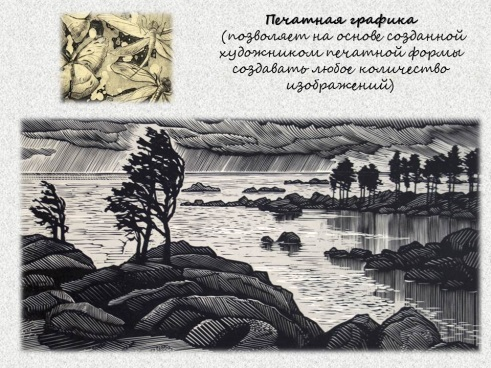 Печатная графика
(позволяет на основе созданной
художником печатной формы
создавать любое количество
изображений)